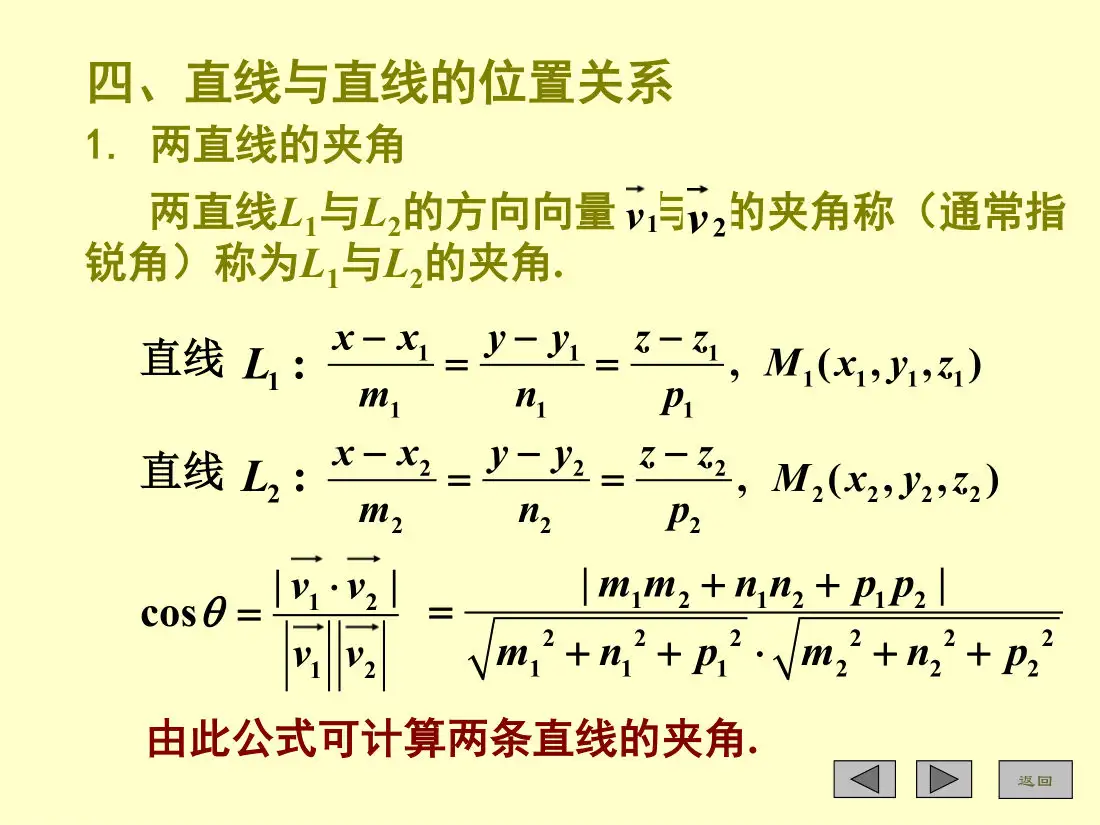 四、直线与直线的位置关系
1. 两直线的夹角
两直线L₁与L₂的方向向量 v⃗₁与v⃗₂的夹角称（通常指
锐角）称为L₁与L₂的夹角.
直线 L₁ : (x − x₁)/m₁ = (y − y₁)/n₁ = (z − z₁)/p₁ , M₁(x₁, y₁, z₁)
直线 L₂ : (x − x₂)/m₂ = (y − y₂)/n₂ = (z − z₂)/p₂ , M₂(x₂, y₂, z₂)
cosθ = |v⃗₁ · v⃗₂| / |v⃗₁||v⃗₂| = |m₁m₂ + n₁n₂ + p₁p₂| / √(m₁² + n₁² + p₁²) · √(m₂² + n₂² + p₂²)
由此公式可计算两条直线的夹角.
返回